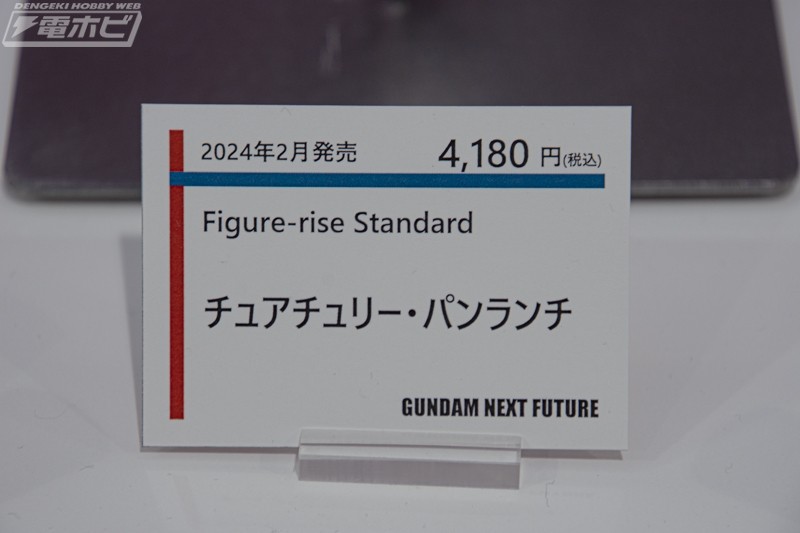 DENGEKI HOBBY WEB
電ホビ
2024年2月発売 4,180 円(税込)
Figure-rise Standard
チュアチュリー・パンランチ
GUNDAM NEXT FUTURE